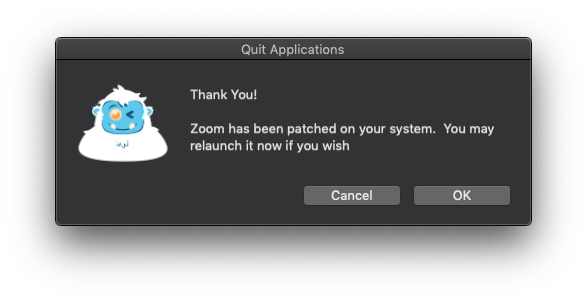 Quit Applications
Thank You!
Zoom has been patched on your system.  You may
relaunch it now if you wish
Cancel
OK